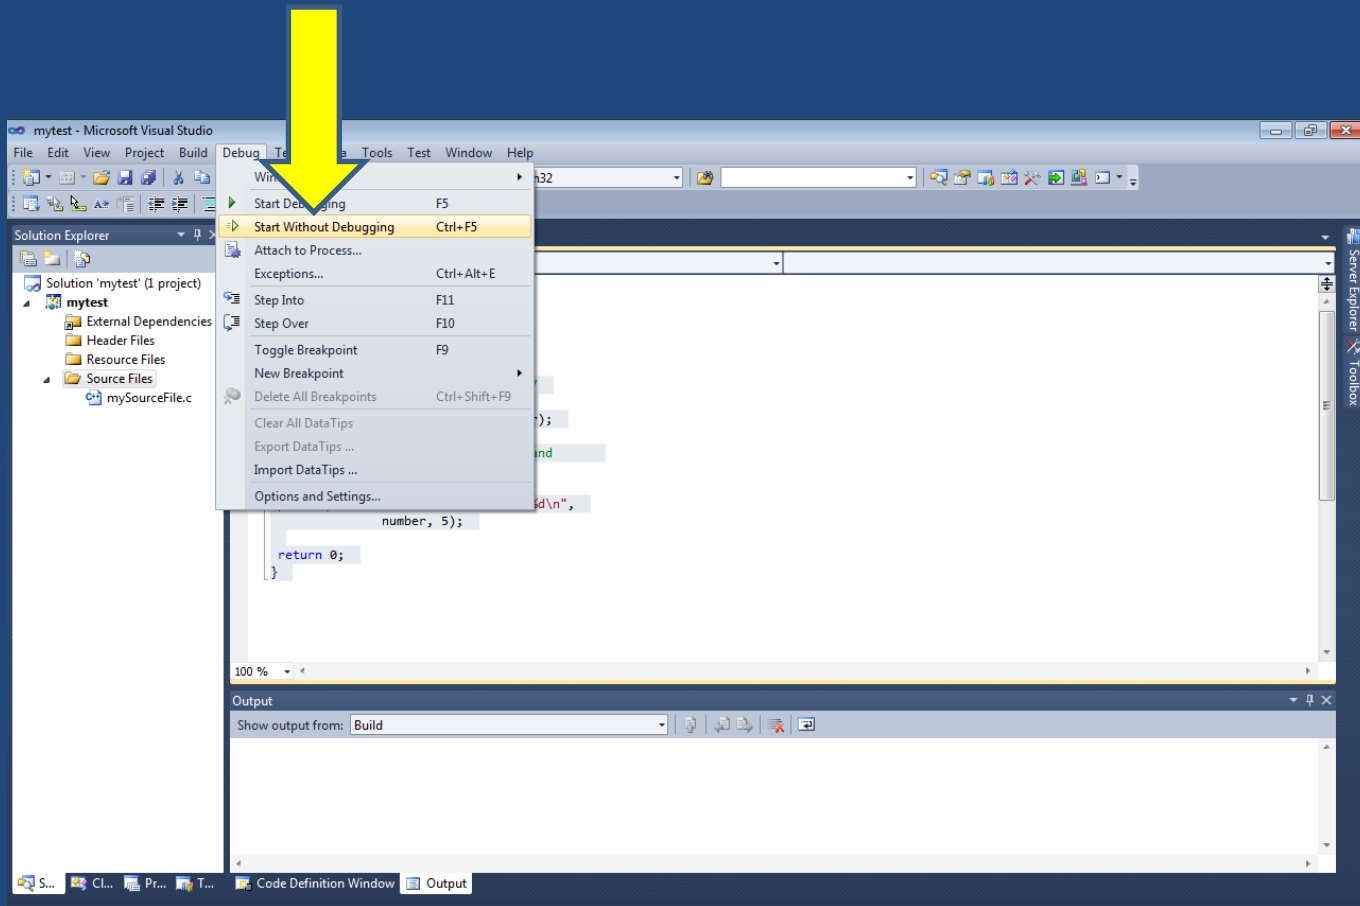 mytest - Microsoft Visual Studio
File Edit View Project Build Debug Tools Test Window Help
Start Debugging F5
Start Without Debugging Ctrl+F5
Attach to Process...
Exceptions... Ctrl+Alt+E
Step Into F11
Step Over F10
Toggle Breakpoint F9
New Breakpoint
Delete All Breakpoints Ctrl+Shift+F9
Clear All DataTips
Export DataTips ...
Import DataTips ...
Options and Settings...
Solution Explorer
Solution 'mytest' (1 project)
mytest
External Dependencies
Header Files
Resource Files
Source Files
mySourceFile.c
);
and
%d\n",
number, 5);
return 0;
}
100 %
Output
Show output from: Build
S... Cl... Pr... T... Code Definition Window Output
Server Explorer
Toolbox